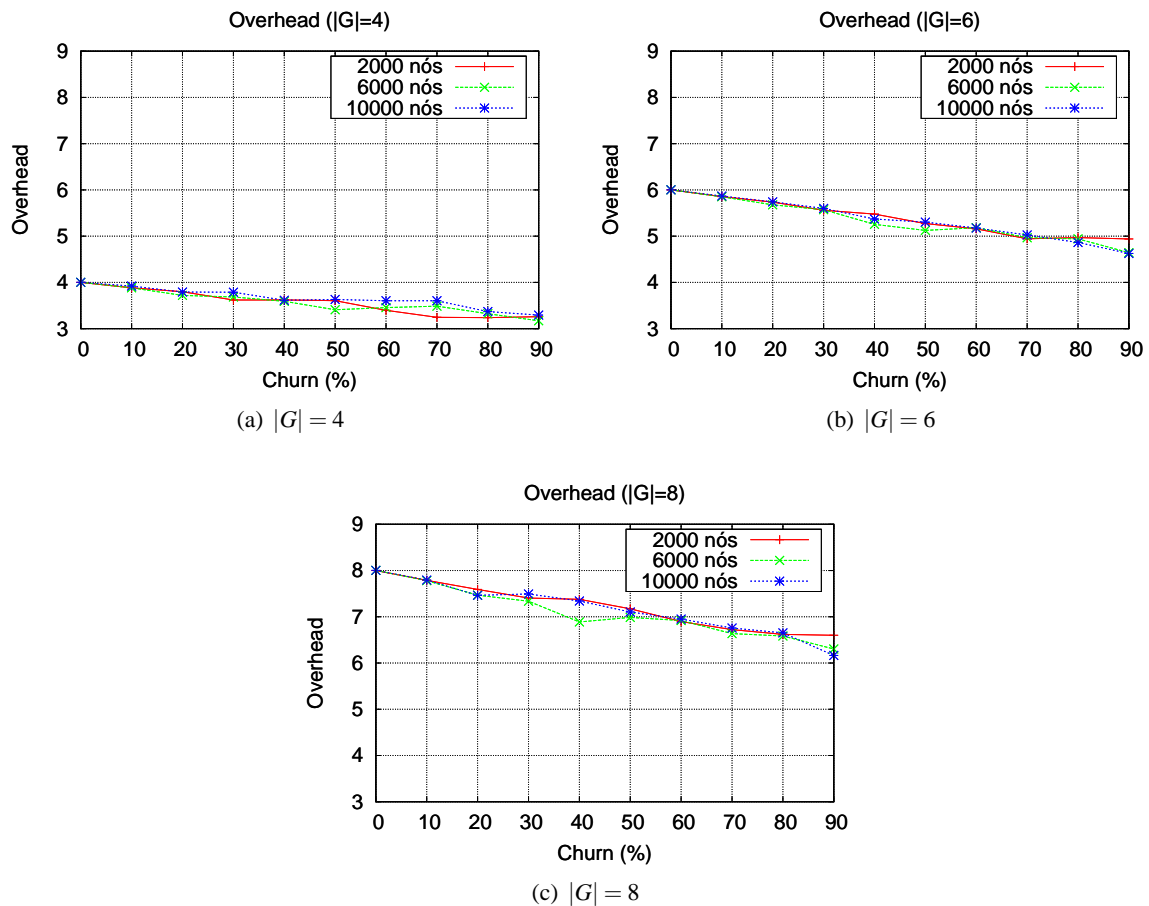 Overhead (|G|=4)
9
8
7
6
5
4
3
Overhead
2000 nós
6000 nós
10000 nós
0 10 20 30 40 50 60 70 80 90
Churn (%)
(a) |G| = 4
Overhead (|G|=6)
9
8
7
6
5
4
3
Overhead
2000 nós
6000 nós
10000 nós
0 10 20 30 40 50 60 70 80 90
Churn (%)
(b) |G| = 6
Overhead (|G|=8)
9
8
7
6
5
4
3
Overhead
2000 nós
6000 nós
10000 nós
0 10 20 30 40 50 60 70 80 90
Churn (%)
(c) |G| = 8